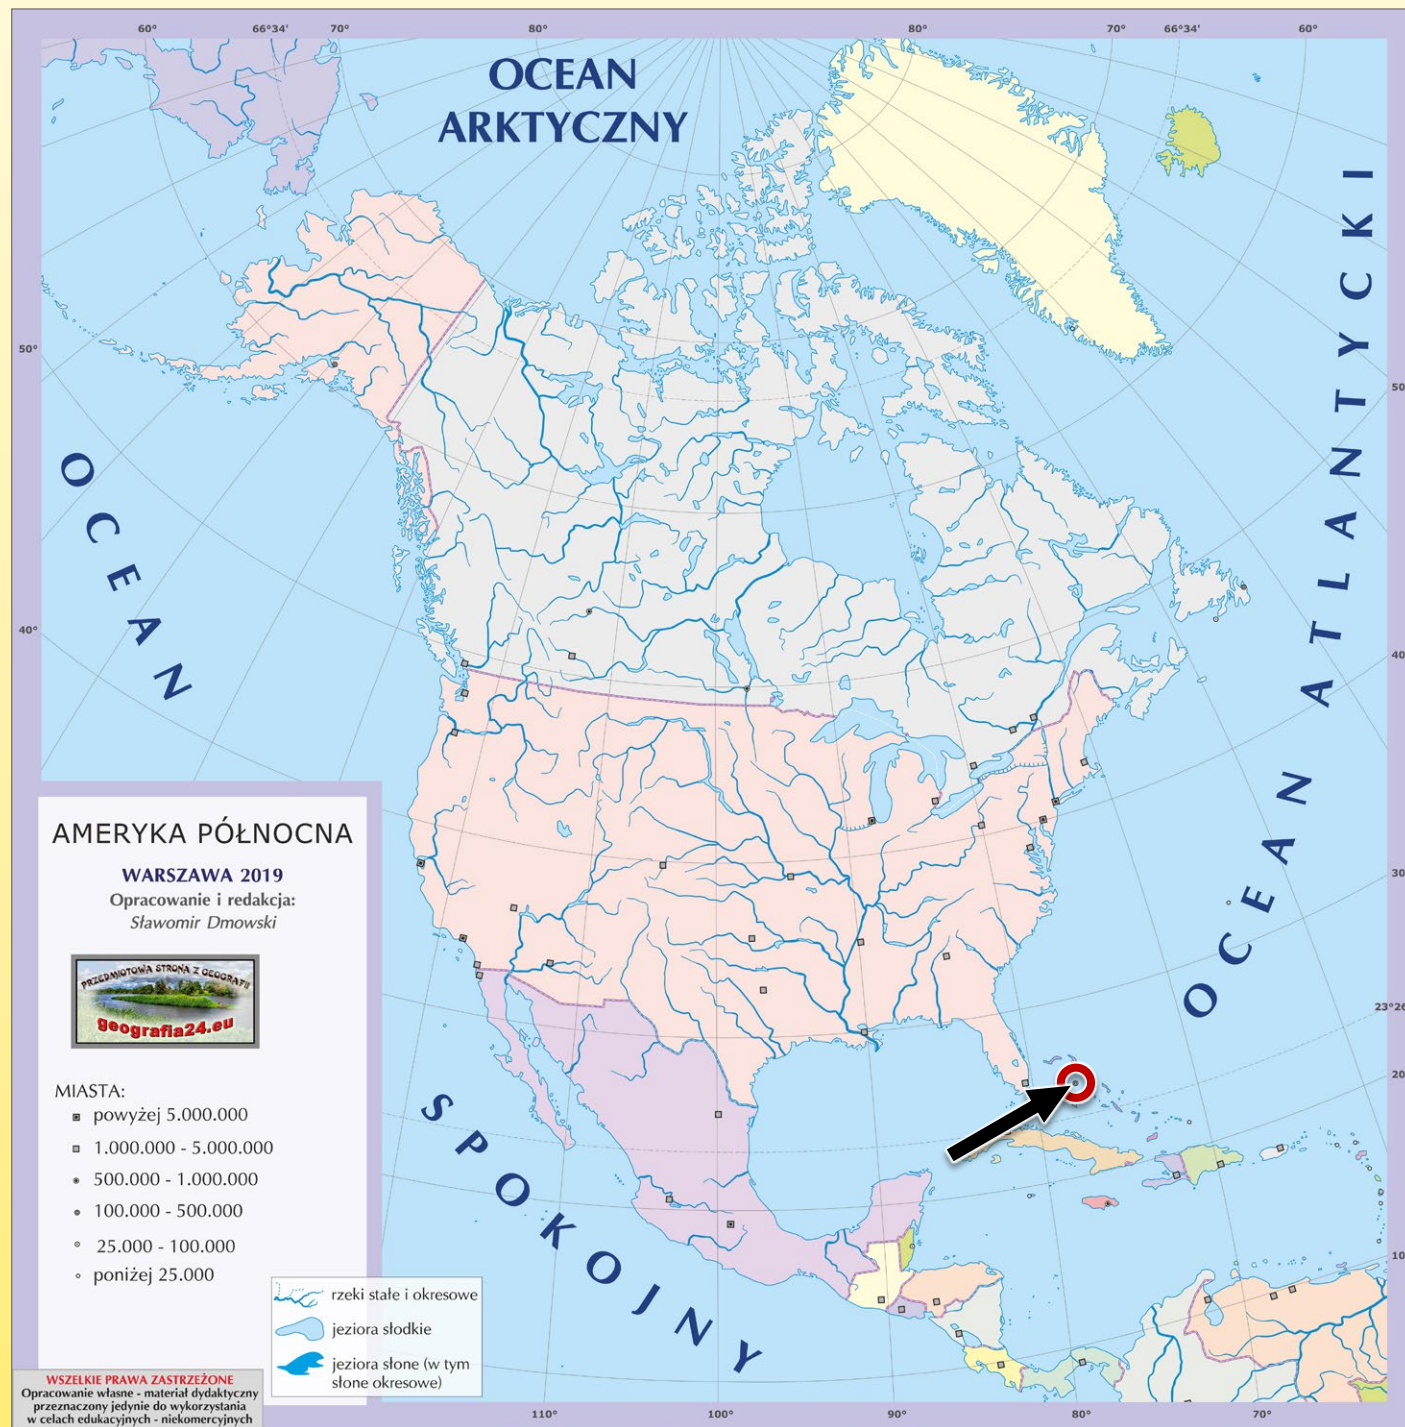 60° 66°34' 70° 80° 80° 70° 66°34' 60°
OCEAN
ARKTYCZNY
OCEAN ATLANTYCKI
50°
40°
50
40
30
23°26
20
10
OCEAN
SPOKOJNY
AMERYKA PÓŁNOCNA
WARSZAWA 2019
Opracowanie i redakcja:
Sławomir Dmowski
PRZEDMIOTOWA STRONA Z GEOGRAFII
geografia24.eu
MIASTA:
powyżej 5.000.000
1.000.000 - 5.000.000
500.000 - 1.000.000
100.000 - 500.000
25.000 - 100.000
poniżej 25.000
rzeki stałe i okresowe
jeziora słodkie
jeziora słone (w tym
słone okresowe)
WSZELKIE PRAWA ZASTRZEŻONE
Opracowanie własne - materiał dydaktyczny
przeznaczony jedynie do wykorzystania
w celach edukacyjnych - niekomercyjnych
110° 100° 90° 80° 70°